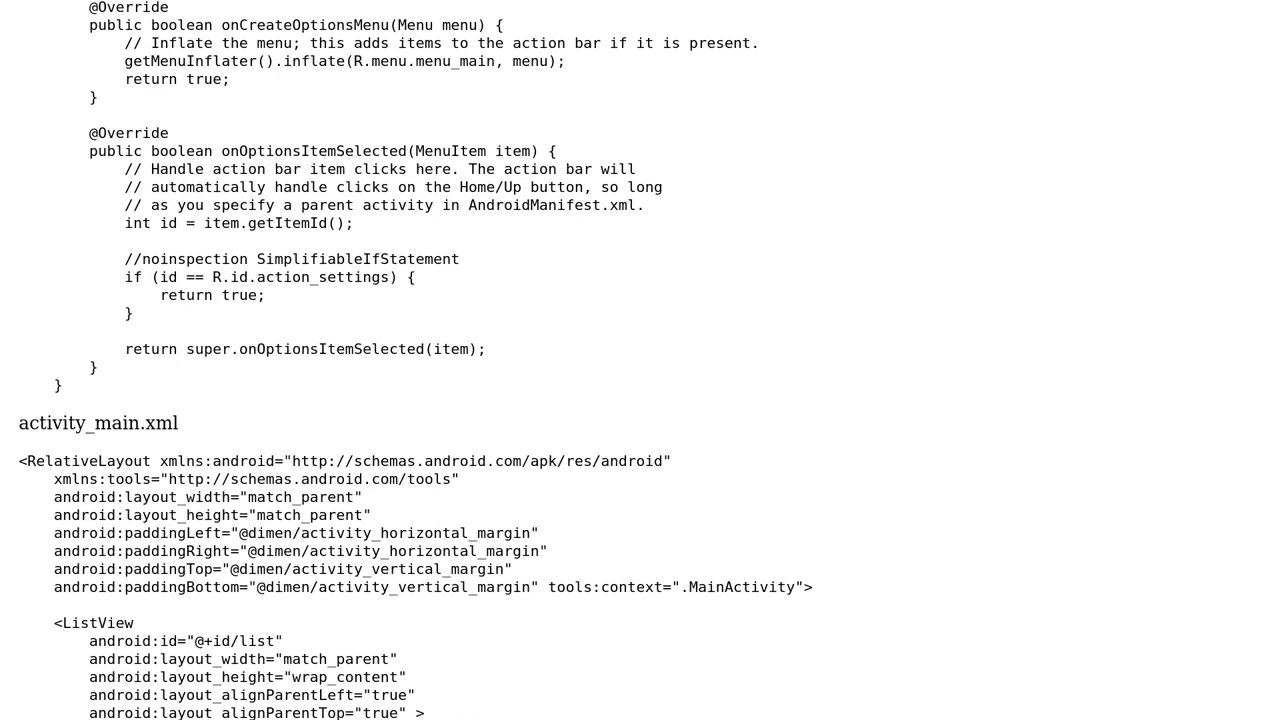 @Override
public boolean onCreateOptionsMenu(Menu menu) {
// Inflate the menu; this adds items to the action bar if it is present.
getMenuInflater().inflate(R.menu.menu_main, menu);
return true;
}
@Override
public boolean onOptionsItemSelected(MenuItem item) {
// Handle action bar item clicks here. The action bar will
// automatically handle clicks on the Home/Up button, so long
// as you specify a parent activity in AndroidManifest.xml.
int id = item.getItemId();
//noinspection SimplifiableIfStatement
if (id == R.id.action_settings) {
return true;
}
return super.onOptionsItemSelected(item);
}
}
activity_main.xml
<RelativeLayout xmlns:android="http://schemas.android.com/apk/res/android"
xmlns:tools="http://schemas.android.com/tools"
android:layout_width="match_parent"
android:layout_height="match_parent"
android:paddingLeft="@dimen/activity_horizontal_margin"
android:paddingRight="@dimen/activity_horizontal_margin"
android:paddingTop="@dimen/activity_vertical_margin"
android:paddingBottom="@dimen/activity_vertical_margin" tools:context=".MainActivity">
<ListView
android:id="@+id/list"
android:layout_width="match_parent"
android:layout_height="wrap_content"
android:layout_alignParentLeft="true"
android:layout_alignParentTop="true" >